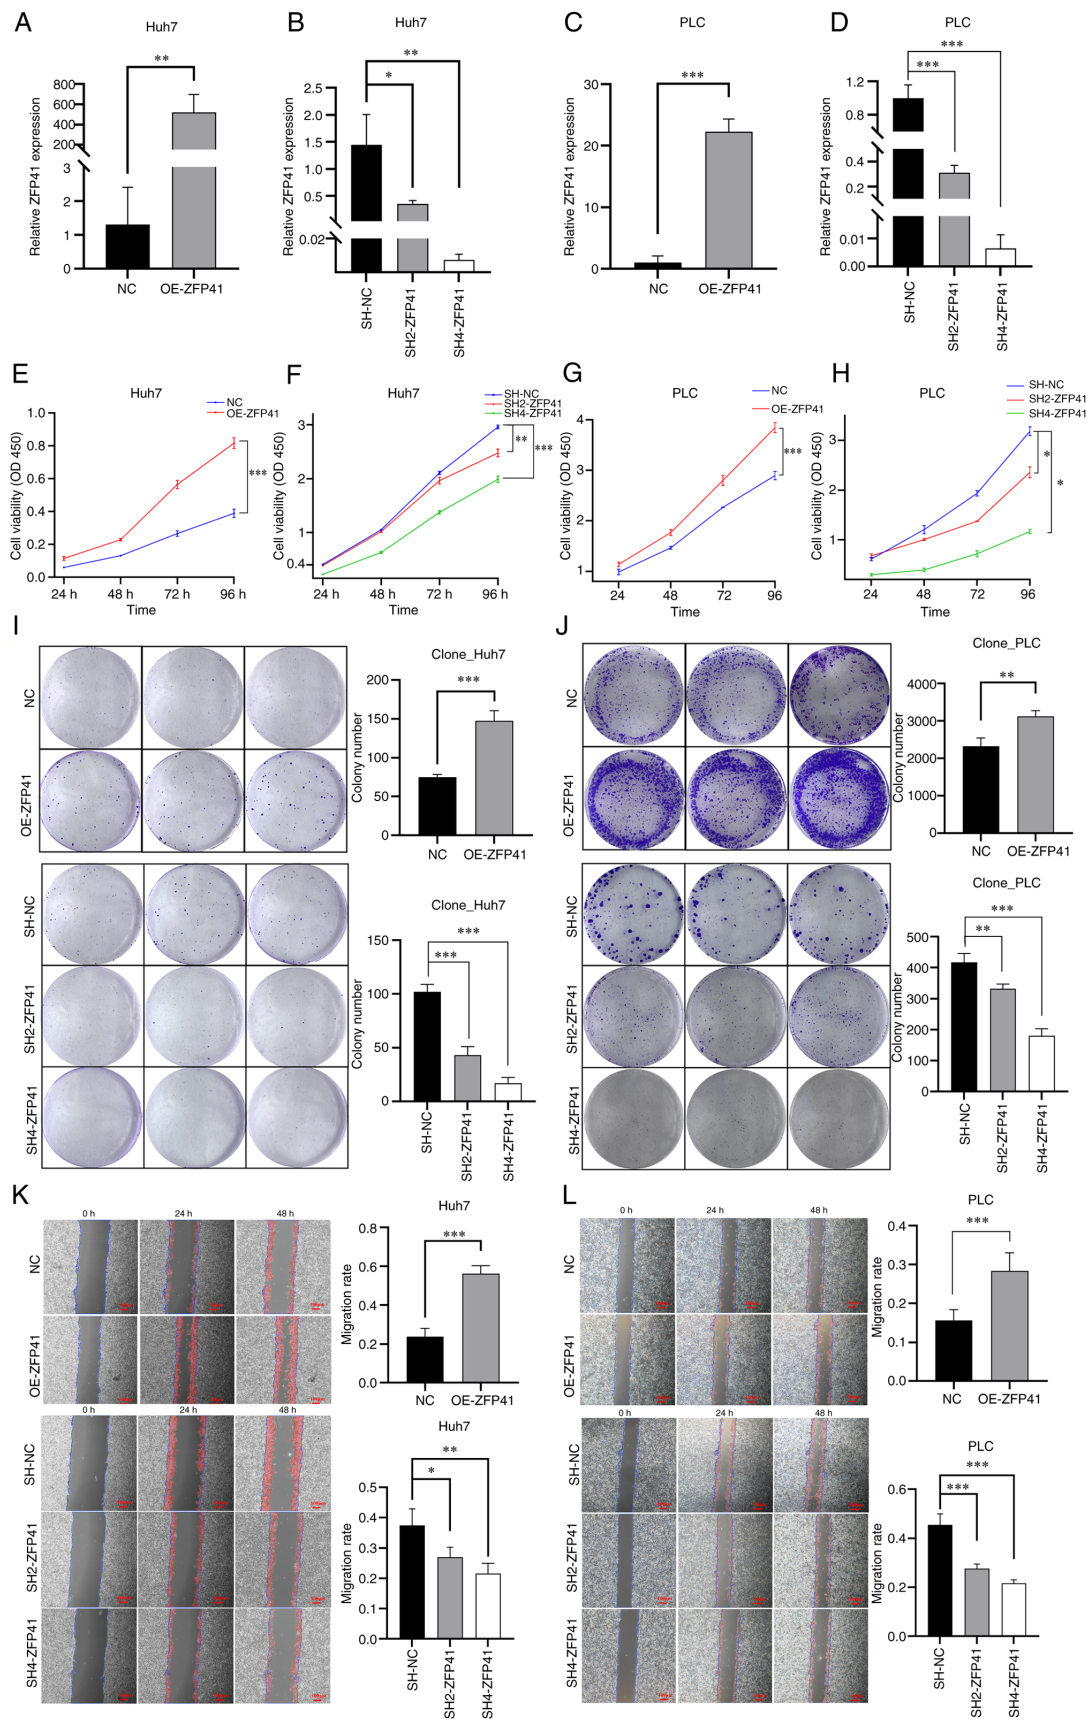 A
Huh7
**
Relative ZFP41 expression
800
600
400
200
3
2
1
0
NC
OE-ZFP41
B
Huh7
**
*
Relative ZFP41 expression
2.5
2.0
1.5
1.0
0.5
0.02
SH-NC
SH2-ZFP41
SH4-ZFP41
C
PLC
***
Relative ZFP41 expression
30
20
10
0
NC
OE-ZFP41
D
PLC
***
***
Relative ZFP41 expression
1.2
0.8
0.4
0.2
0.01
0.00
SH-NC
SH2-ZFP41
SH4-ZFP41
E
Huh7
NC
OE-ZFP41
***
Cell viability (OD 450)
1.0
0.8
0.6
0.4
0.2
0.0
24 h
48 h
72 h
96 h
Time
F
Huh7
SH-NC
SH2-ZFP41
SH4-ZFP41
**
***
Cell viability (OD 450)
3
2
1
0.4
24 h
48 h
72 h
96 h
Time
G
PLC
NC
OE-ZFP41
***
Cell viability (OD 450)
4
3
2
1
24
48
72
96
Time
H
PLC
SH-NC
SH2-ZFP41
SH4-ZFP41
*
*
Cell viability (OD 450)
3
2
1
24
48
72
96
Time
I
NC
OE-ZFP41
SH-NC
SH2-ZFP41
SH4-ZFP41
Clone_Huh7
***
Colony number
200
150
100
50
0
NC
OE-ZFP41
Clone_Huh7
***
***
Colony number
150
100
50
0
SH-NC
SH2-ZFP41
SH4-ZFP41
J
NC
OE-ZFP41
SH-NC
SH2-ZFP41
SH4-ZFP41
Clone_PLC
**
Colony number
4000
3000
2000
1000
0
NC
OE-ZFP41
Clone_PLC
***
**
Colony number
500
400
300
200
100
0
SH-NC
SH2-ZFP41
SH4-ZFP41
K
0 h
24 h
48 h
NC
OE-ZFP41
0 h
24 h
48 h
SH-NC
SH2-ZFP41
SH4-ZFP41
Huh7
***
Migration rate
0.8
0.6
0.4
0.2
0.0
NC
OE-ZFP41
Huh7
**
*
Migration rate
0.5
0.4
0.3
0.2
0.1
0.0
SH-NC
SH2-ZFP41
SH4-ZFP41
L
0 h
24 h
48 h
NC
OE-ZFP41
0 h
24 h
48 h
SH-NC
SH2-ZFP41
SH4-ZFP41
PLC
***
Migration rate
0.4
0.3
0.2
0.1
0.0
NC
OE-ZFP41
PLC
***
***
Migration rate
0.6
0.4
0.2
0.0
SH-NC
SH2-ZFP41
SH4-ZFP41